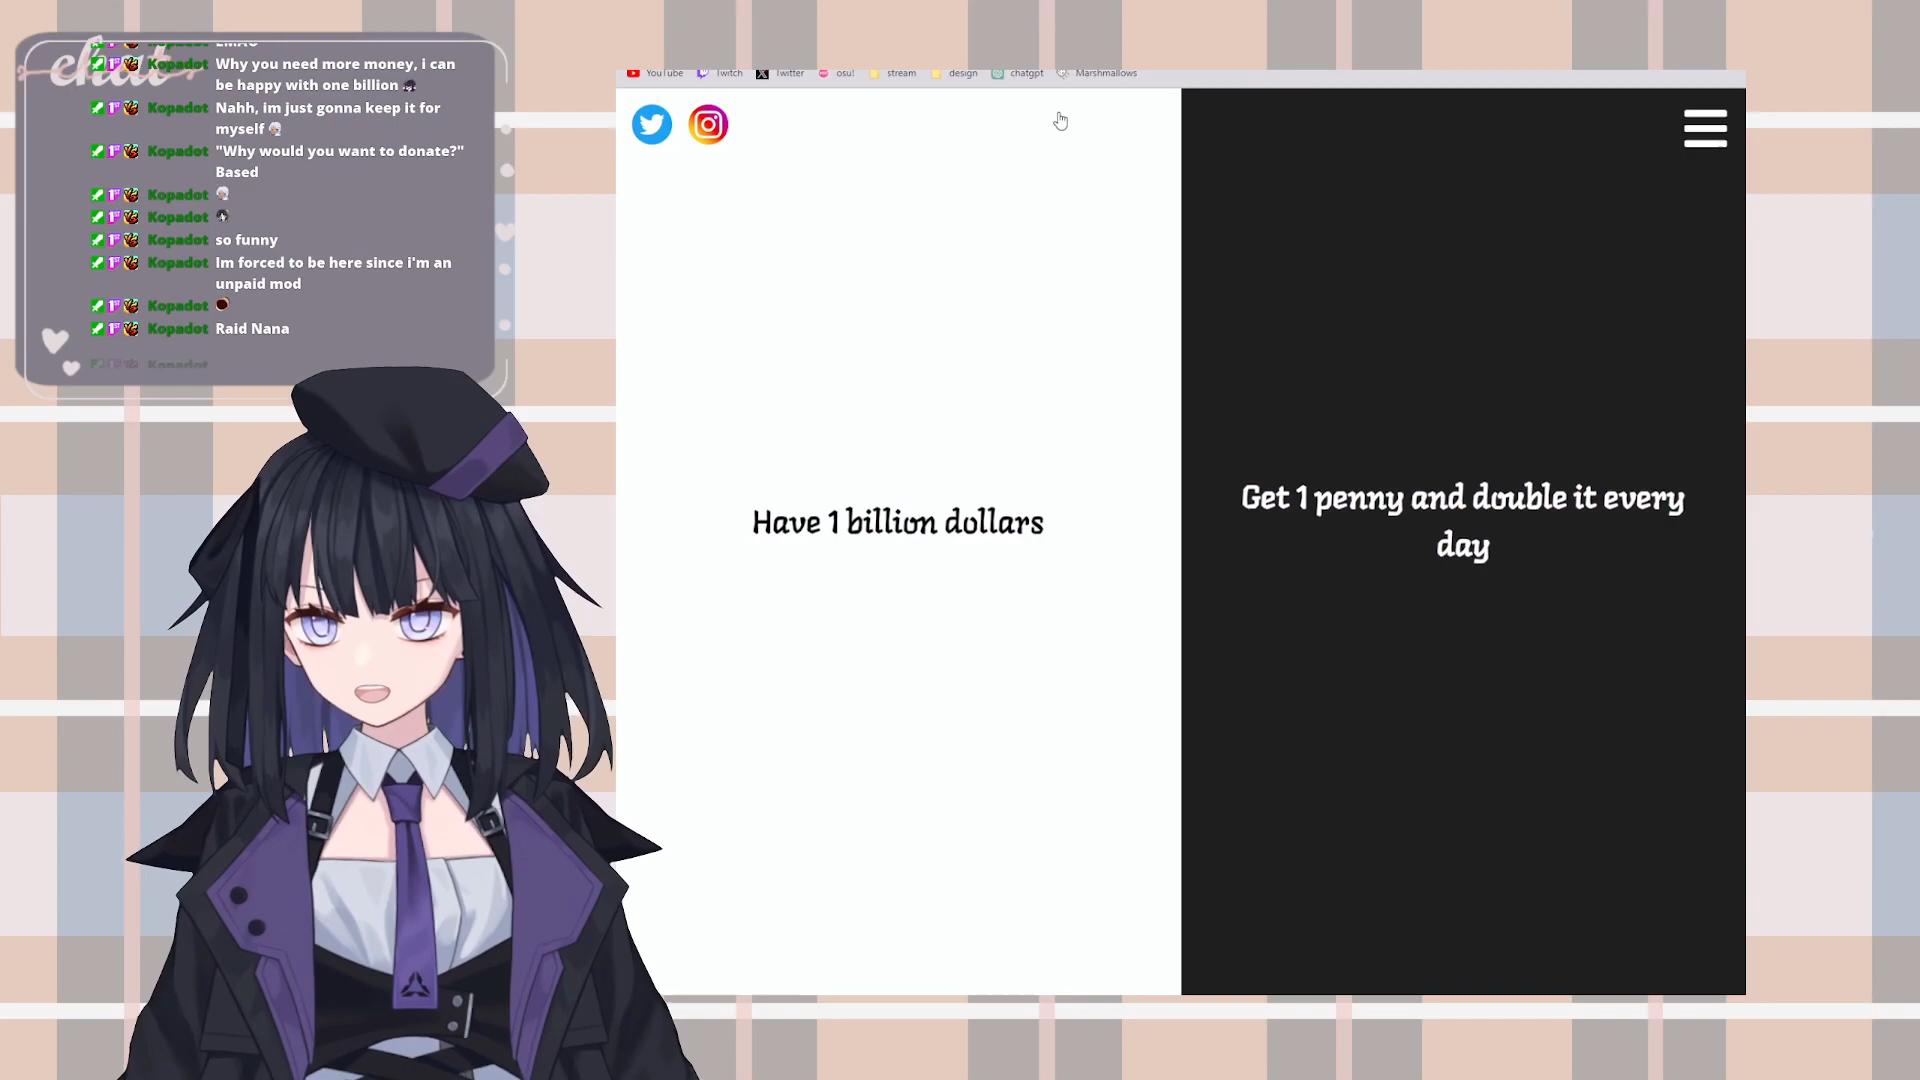 chat
Kopadot LMAO
Kopadot Why you need more money, i can
be happy with one billion
Kopadot Nahh, im just gonna keep it for
myself
Kopadot "Why would you want to donate?"
Based
Kopadot
Kopadot
Kopadot so funny
Kopadot Im forced to be here since i'm an
unpaid mod
Kopadot
Kopadot Raid Nana
Kopadot
YouTube Twitch Twitter osu! stream design chatgpt Marshmallows
Have 1 billion dollars
Get 1 penny and double it every
day